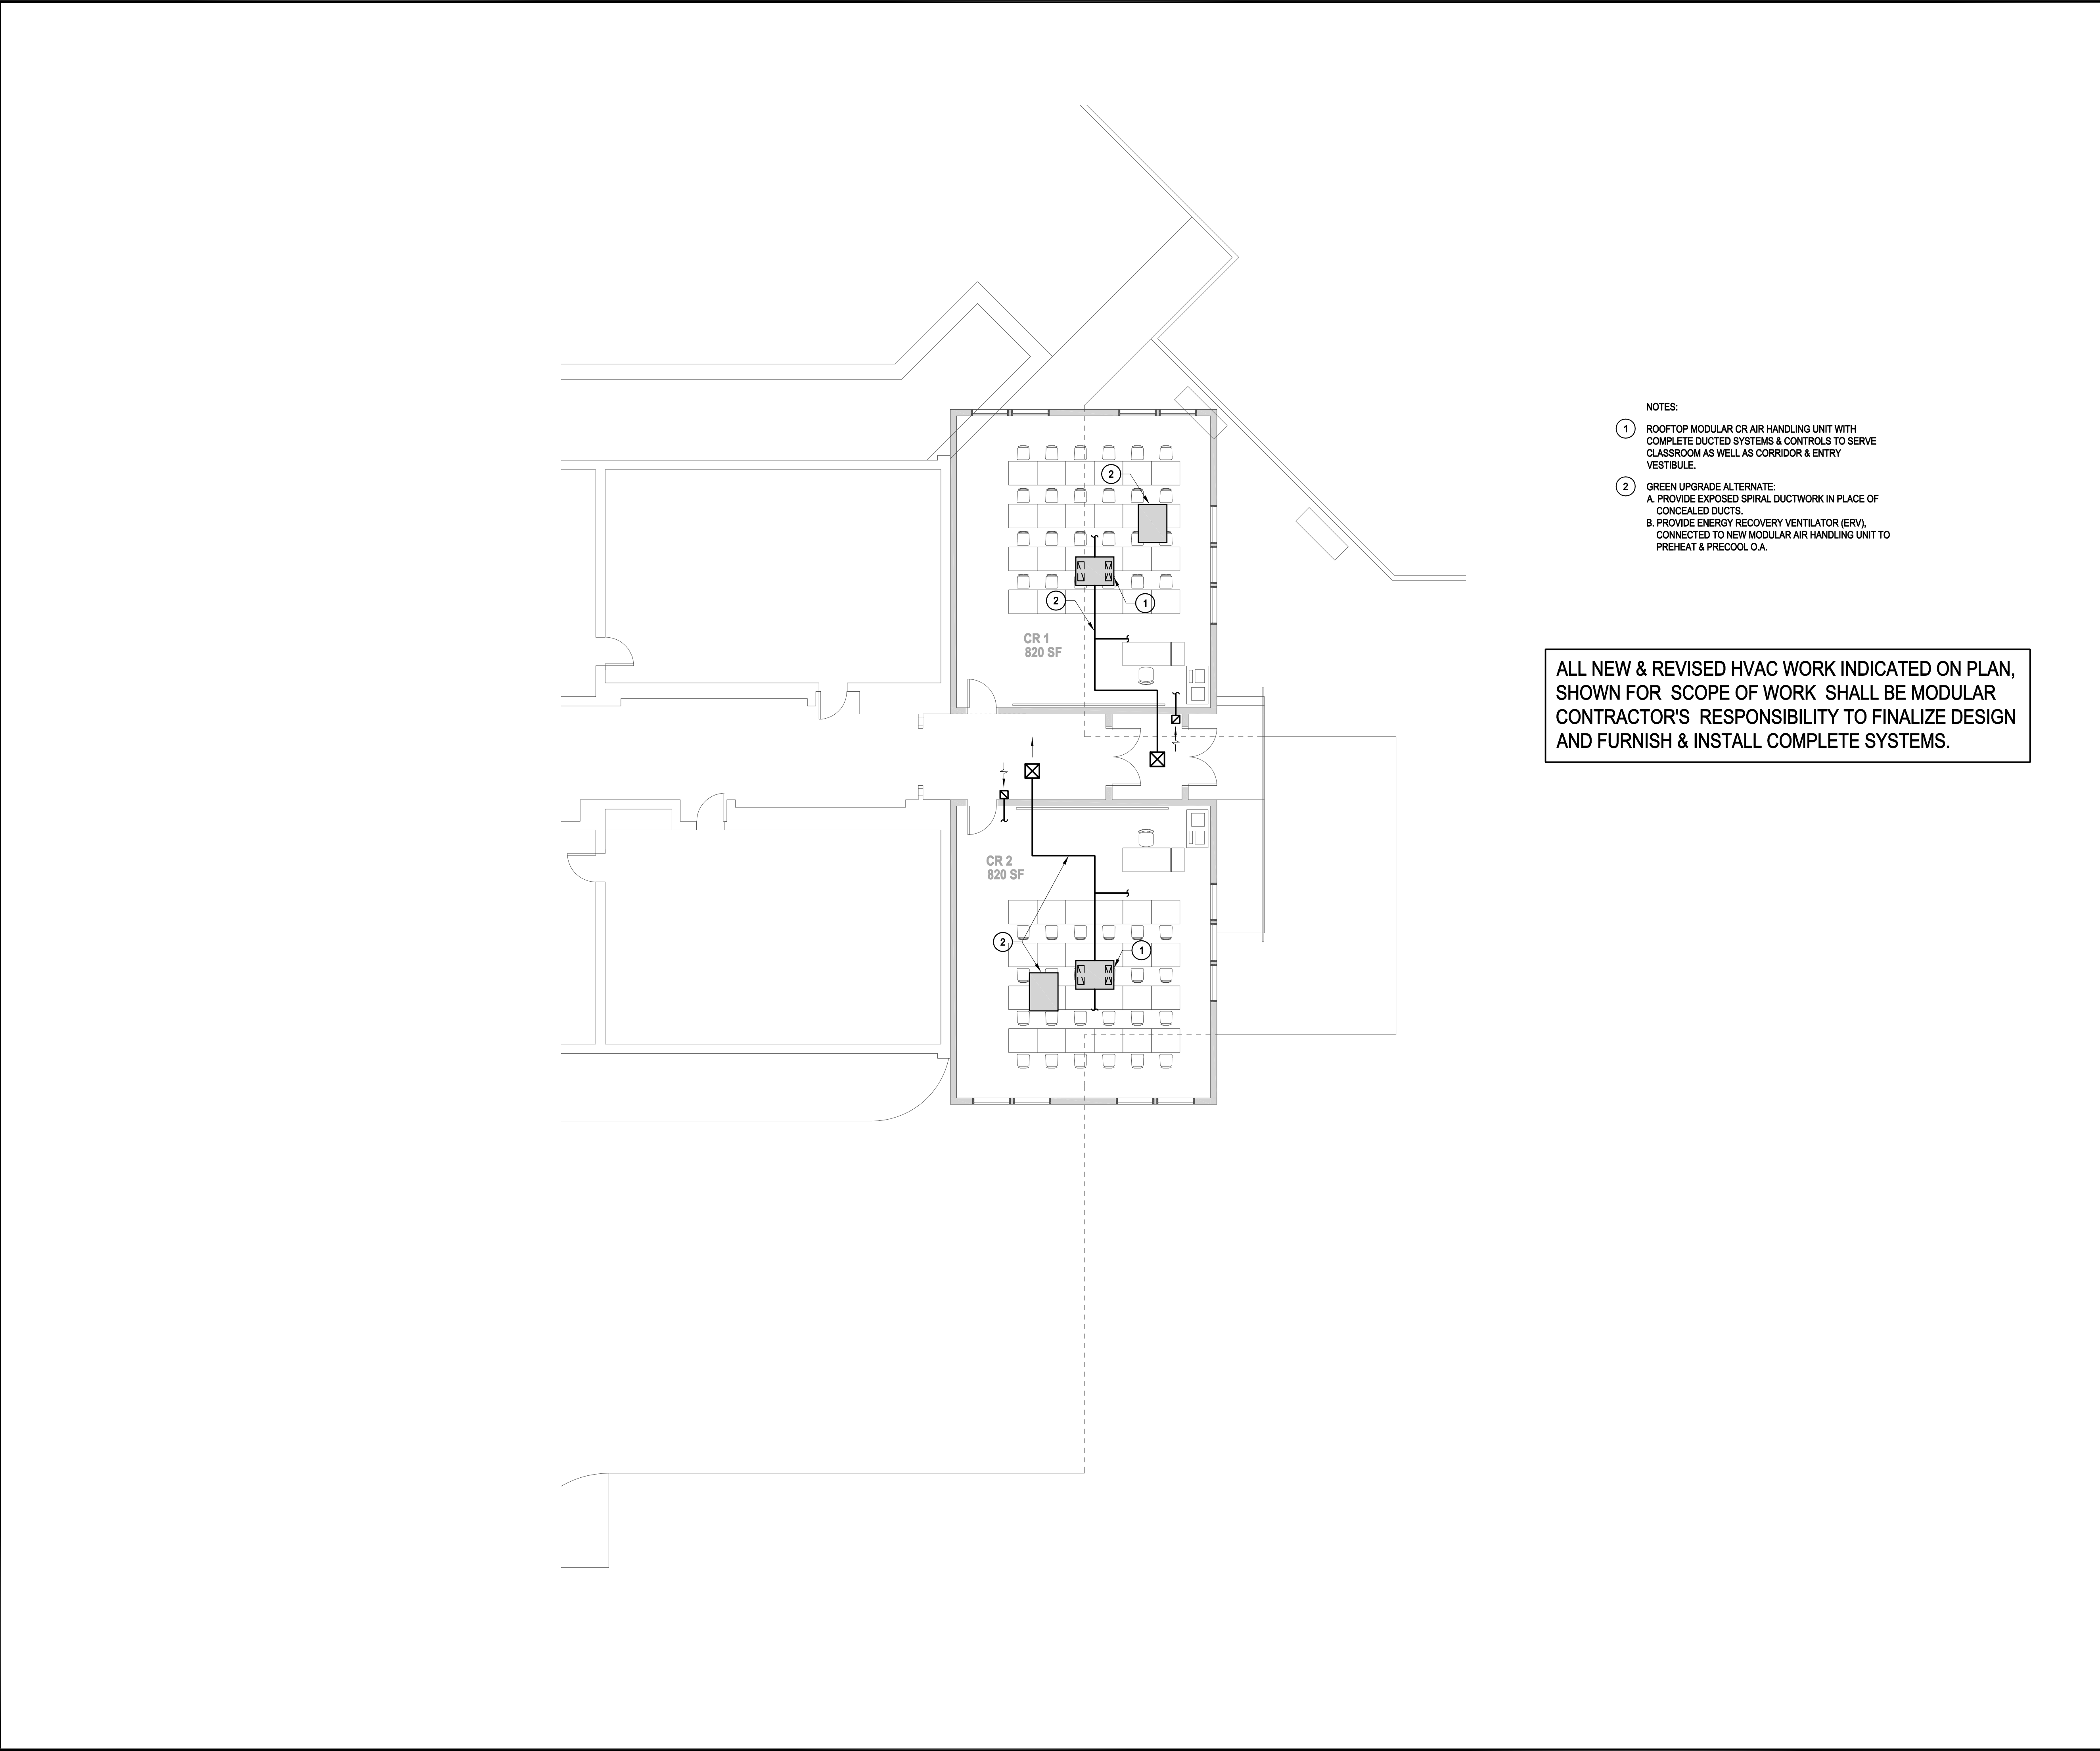 NOTES:
1 ROOFTOP MODULAR CR AIR HANDLING UNIT WITH
COMPLETE DUCTED SYSTEMS & CONTROLS TO SERVE
CLASSROOM AS WELL AS CORRIDOR & ENTRY
VESTIBULE.
2 GREEN UPGRADE ALTERNATE:
A. PROVIDE EXPOSED SPIRAL DUCTWORK IN PLACE OF
CONCEALED DUCTS.
B. PROVIDE ENERGY RECOVERY VENTILATOR (ERV),
CONNECTED TO NEW MODULAR AIR HANDLING UNIT TO
PREHEAT & PRECOOL O.A.
2
2
1
CR 1
820 SF
ALL NEW & REVISED HVAC WORK INDICATED ON PLAN,
SHOWN FOR SCOPE OF WORK SHALL BE MODULAR
CONTRACTOR'S RESPONSIBILITY TO FINALIZE DESIGN
AND FURNISH & INSTALL COMPLETE SYSTEMS.
CR 2
820 SF
2
1